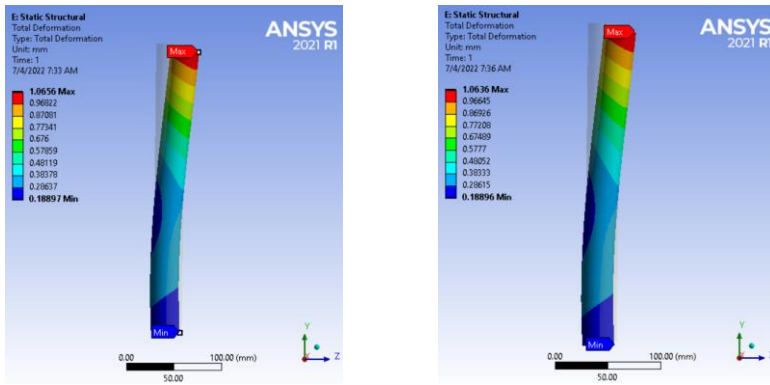 E: Static Structural
Total Deformation
Type: Total Deformation
Unit: mm
Time: 1
7/4/2022 7:33 AM
ANSYS
2021 R1
1.0656 Max
0.96822
0.87081
0.77341
0.676
0.57859
0.48119
0.38378
0.28637
0.18897 Min
Max
Min
0.00
100.00 (mm)
50.00
Y
Z
E: Static Structural
Total Deformation
Type: Total Deformation
Unit: mm
Time: 1
7/4/2022 7:36 AM
ANSYS
2021 R1
1.0636 Max
0.96645
0.86926
0.77208
0.67489
0.5777
0.48052
0.38333
0.28615
0.18896 Min
Max
Min
0.00
100.00 (mm)
50.00
Y